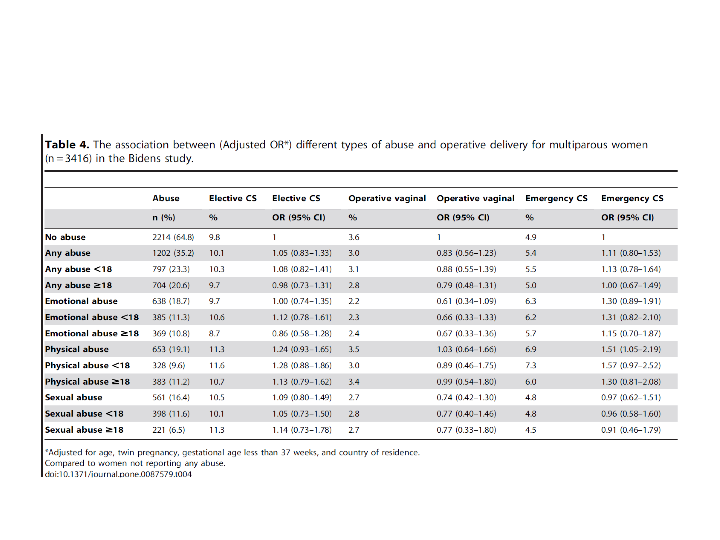 Table 4. The association between (Adjusted OR*) different types of abuse and operative delivery for multiparous women
(n = 3416) in the Bidens study.
Abuse Elective CS Elective CS Operative vaginal Operative vaginal Emergency CS Emergency CS
n (%) % OR (95% CI) % OR (95% CI) % OR (95% CI)
No abuse 2214 (64.8) 9.8 1 3.6 1 4.9 1
Any abuse 1202 (35.2) 10.1 1.05 (0.83–1.33) 3.0 0.83 (0.56–1.23) 5.4 1.11 (0.80–1.53)
Any abuse <18 797 (23.3) 10.3 1.08 (0.82–1.41) 3.1 0.88 (0.55–1.39) 5.5 1.13 (0.78–1.64)
Any abuse ≥18 704 (20.6) 9.7 0.98 (0.73–1.31) 2.8 0.79 (0.48–1.31) 5.0 1.00 (0.67–1.49)
Emotional abuse 638 (18.7) 9.7 1.00 (0.74–1.35) 2.2 0.61 (0.34–1.09) 6.3 1.30 (0.89–1.91)
Emotional abuse <18 385 (11.3) 10.6 1.12 (0.78–1.61) 2.3 0.66 (0.33–1.33) 6.2 1.31 (0.82–2.10)
Emotional abuse ≥18 369 (10.8) 8.7 0.86 (0.58–1.28) 2.4 0.67 (0.33–1.36) 5.7 1.15 (0.70–1.87)
Physical abuse 653 (19.1) 11.3 1.24 (0.93–1.65) 3.5 1.03 (0.64–1.66) 6.9 1.51 (1.05–2.19)
Physical abuse <18 328 (9.6) 11.6 1.28 (0.88–1.86) 3.0 0.89 (0.46–1.75) 7.3 1.57 (0.97–2.52)
Physical abuse ≥18 383 (11.2) 10.7 1.13 (0.79–1.62) 3.4 0.99 (0.54–1.80) 6.0 1.30 (0.81–2.08)
Sexual abuse 561 (16.4) 10.5 1.09 (0.80–1.49) 2.7 0.74 (0.42–1.30) 4.8 0.97 (0.62–1.51)
Sexual abuse <18 398 (11.6) 10.1 1.05 (0.73–1.50) 2.8 0.77 (0.40–1.46) 4.8 0.96 (0.58–1.60)
Sexual abuse ≥18 221 (6.5) 11.3 1.14 (0.73–1.78) 2.7 0.77 (0.33–1.80) 4.5 0.91 (0.46–1.79)
*Adjusted for age, twin pregnancy, gestational age less than 37 weeks, and country of residence.
Compared to women not reporting any abuse.
doi:10.1371/journal.pone.0087579.t004